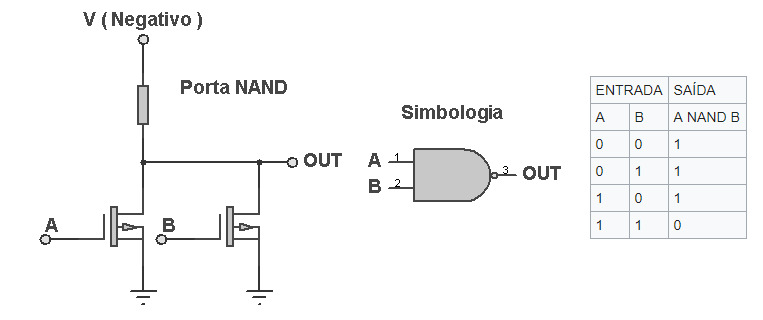 V ( Negativo )
Porta NAND
OUT
A
B
Simbologia
A 1
B 2
3 OUT
ENTRADA SAÍDA
A B A NAND B
0 0 1
0 1 1
1 0 1
1 1 0